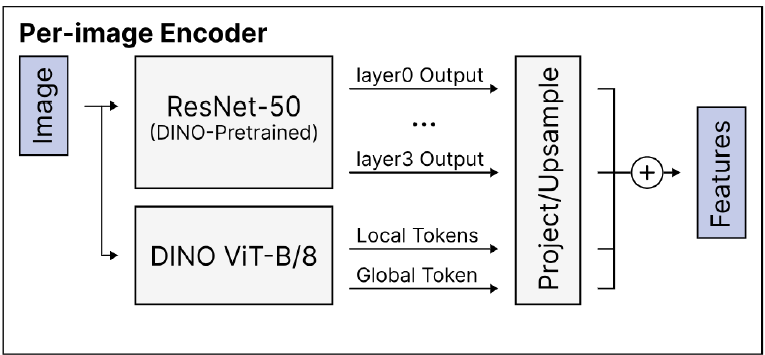 Per-image Encoder
Image
ResNet-50
(DINO-Pretrained)
layer0 Output
...
layer3 Output
DINO ViT-B/8
Local Tokens
Global Token
Project/Upsample
+
Features